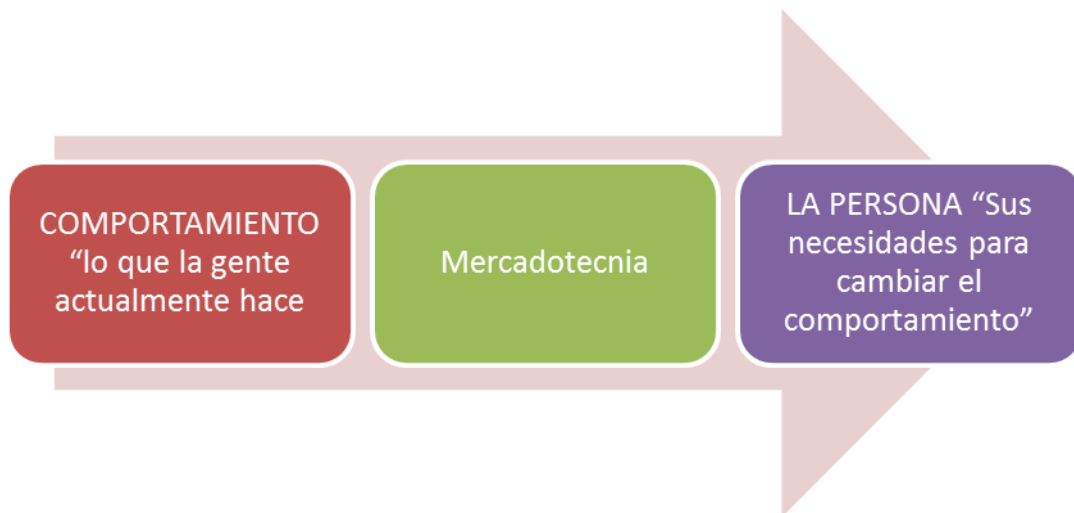 COMPORTAMIENTO
“lo que la gente
actualmente hace
Mercadotecnia
LA PERSONA “Sus
necesidades para
cambiar el
comportamiento”